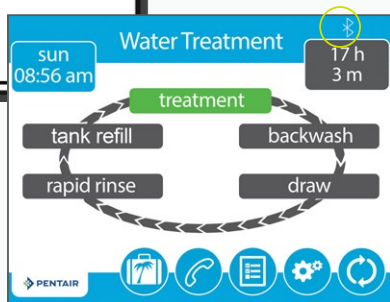 Water Treatment
sun
08:56 am
17 h
3 m
treatment
tank refill
backwash
rapid rinse
draw
PENTAIR